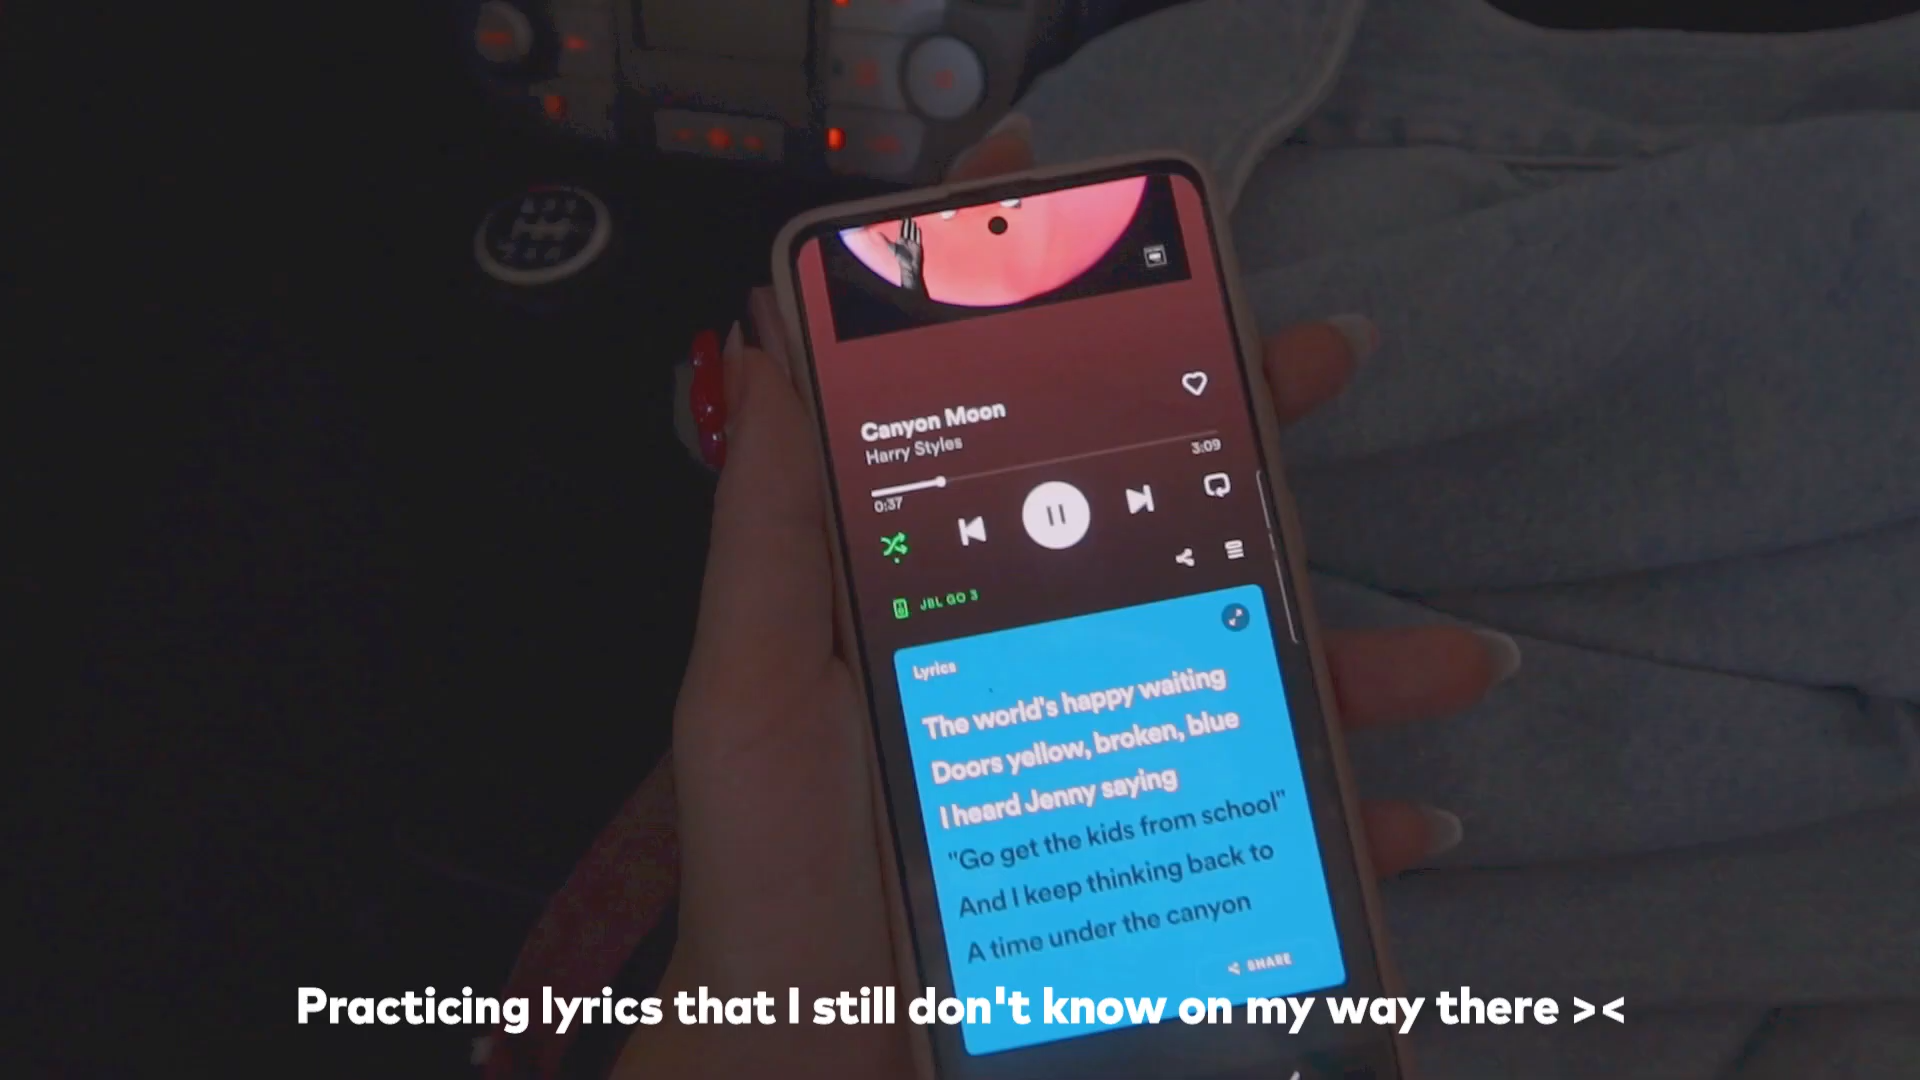 Canyon Moon
Harry Styles
0:37
3:09
JBL GO 3
Lyrics
The world's happy waiting
Doors yellow, broken, blue
I heard Jenny saying
"Go get the kids from school"
And I keep thinking back to
A time under the canyon
SHARE
Practicing lyrics that I still don't know on my way there ><